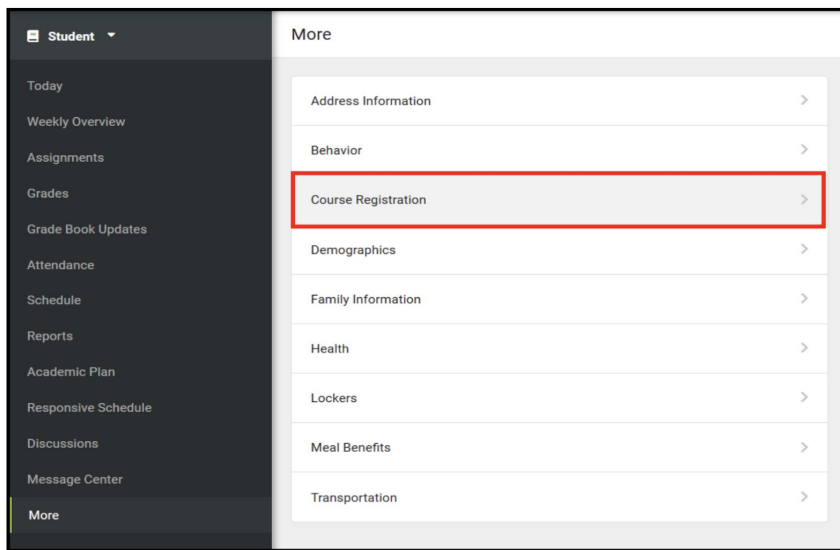 Student
Today
Weekly Overview
Assignments
Grades
Grade Book Updates
Attendance
Schedule
Reports
Academic Plan
Responsive Schedule
Discussions
Message Center
More
More
Address Information
Behavior
Course Registration
Demographics
Family Information
Health
Lockers
Meal Benefits
Transportation